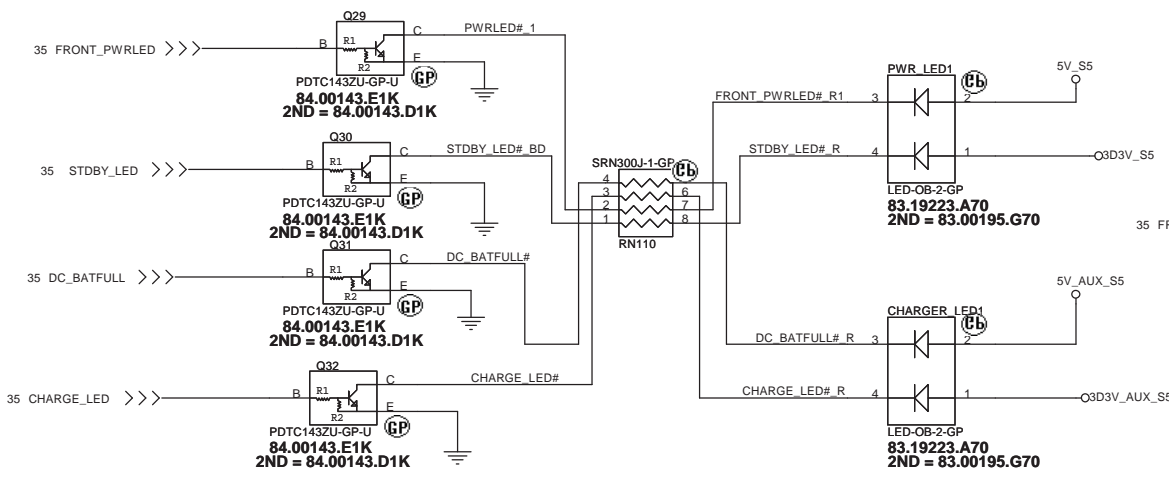 Q29
35 FRONT_PWRLED
B
R1
R2
C
E
PWRLED#_1
GP
PDTC143ZU-GP-U
84.00143.E1K
2ND = 84.00143.D1K
Q30
35 STDBY_LED
B
R1
R2
C
E
STDBY_LED#_BD
GP
PDTC143ZU-GP-U
84.00143.E1K
2ND = 84.00143.D1K
Q31
35 DC_BATFULL
B
R1
R2
C
E
DC_BATFULL#
GP
PDTC143ZU-GP-U
84.00143.E1K
2ND = 84.00143.D1K
Q32
35 CHARGE_LED
B
R1
R2
C
E
CHARGE_LED#
GP
PDTC143ZU-GP-U
84.00143.E1K
2ND = 84.00143.D1K
SRN300J-1-GP
4
3
2
1
6
7
8
RN110
PWR_LED1
5V_S5
FRONT_PWRLED#_R1
3
2
STDBY_LED#_R
4
1
3D3V_S5
LED-OB-2-GP
83.19223.A70
2ND = 83.00195.G70
35 FR
5V_AUX_S5
CHARGER_LED1
DC_BATFULL#_R
3
2
CHARGE_LED#_R
4
1
3D3V_AUX_S5
LED-OB-2-GP
83.19223.A70
2ND = 83.00195.G70